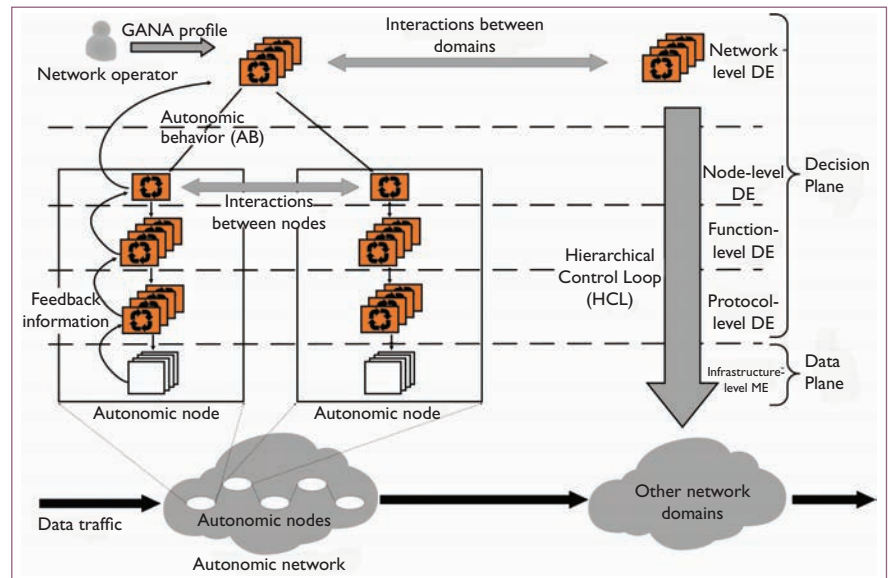 GANA profile
Network operator
Interactions between
domains
Network
level DE
Autonomic
behavior (AB)
Interactions
between nodes
Node-level
DE
Decision
Plane
Function-
level DE
Hierarchical
Control Loop
(HCL)
Feedback
information
Protocol-
level DE
Infrastructure-
level ME
Data
Plane
Autonomic node
Autonomic node
Data traffic
Autonomic nodes
Autonomic network
Other network
domains